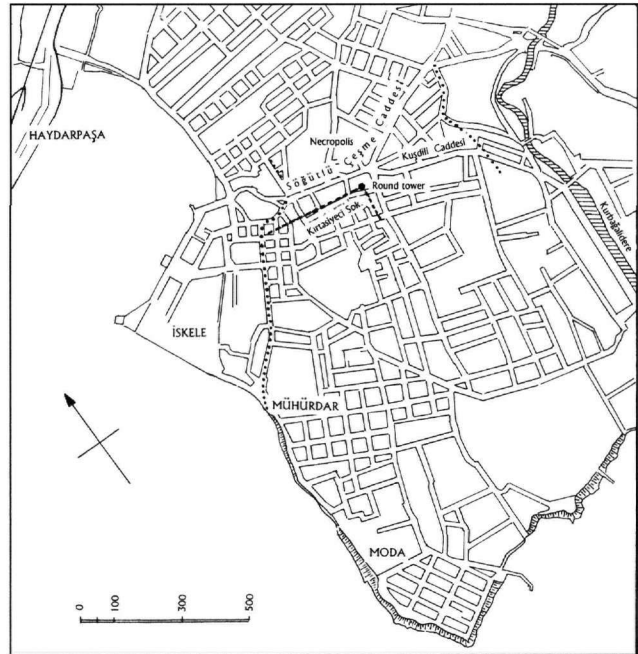 HAYDARPAŞA
Necropolis
Söğütlü Çeşme Caddesi
Kuşdili Caddesi
Round tower
Kırtasiyeci Sok.
Kurbağalıdere
İSKELE
MÜHÜRDAR
MODA
0 100 300 500